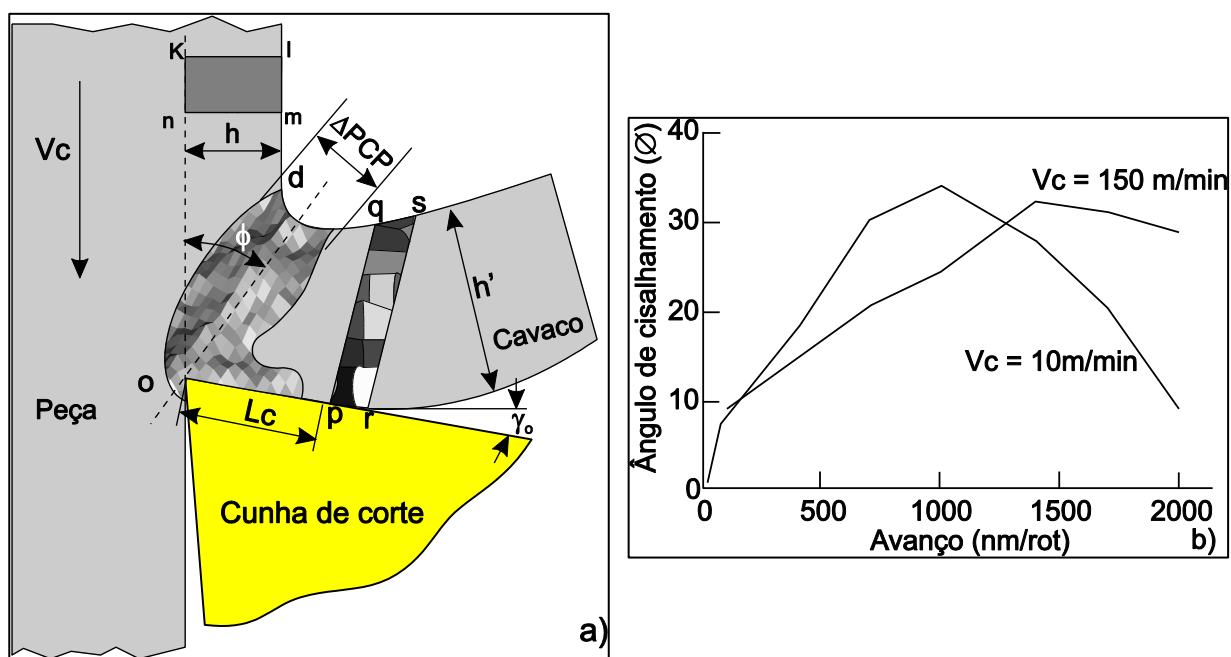 K
l
n
m
h
Vc
ΔPCP
d
q
s
ϕ
h'
Cavaco
o
Peça
Lc
p
r
γₒ
Cunha de corte
a)
Ângulo de cisalhamento (∅)
40
30
20
10
0
Vc = 150 m/min
Vc = 10m/min
0
500
1000
1500
2000
Avanço (nm/rot)
b)